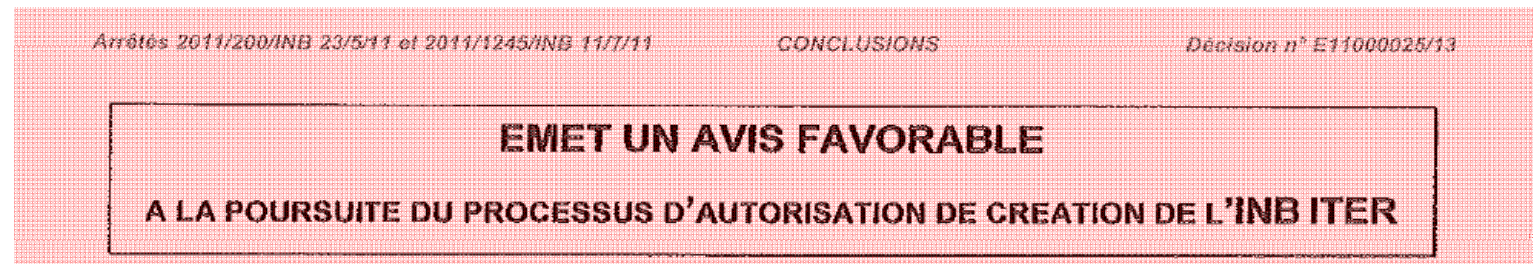 Arrêtés 2011/200/INB 23/5/11 et 2011/1245/INB 11/7/11 CONCLUSIONS Décision n° E11000025/13
EMET UN AVIS FAVORABLE
A LA POURSUITE DU PROCESSUS D'AUTORISATION DE CREATION DE L'INB ITER